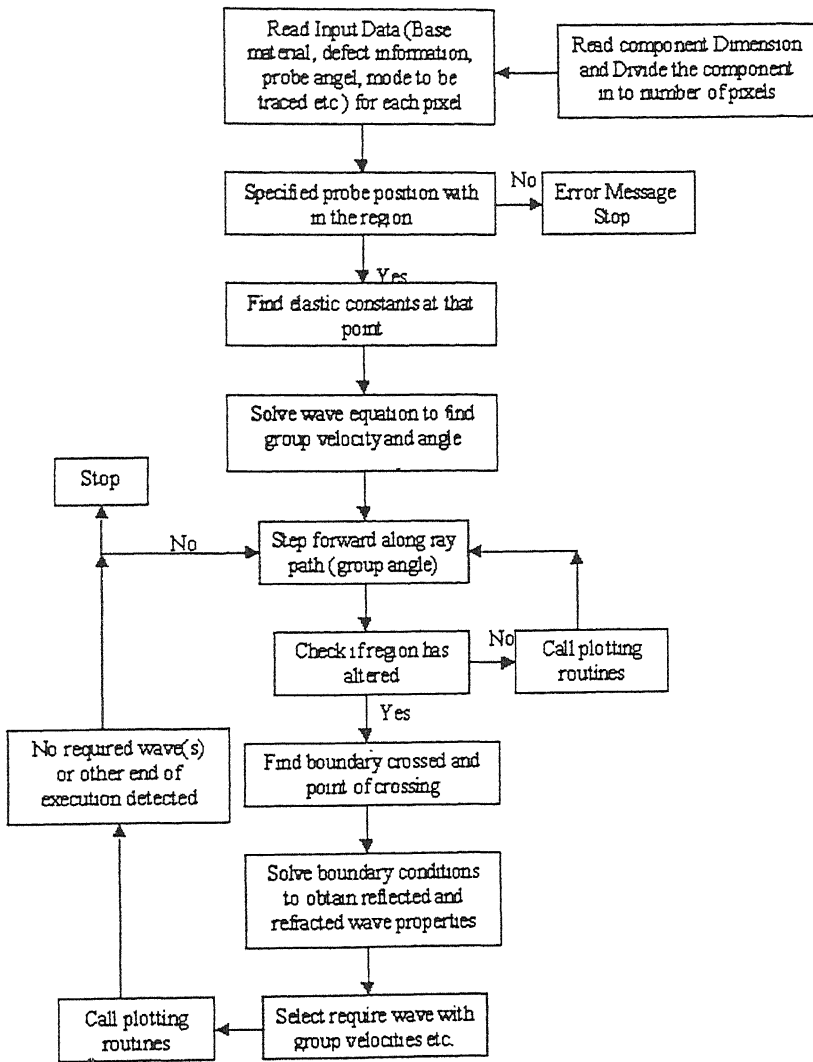 Read Input Data (Base
material, defect information,
probe angel, mode to be
traced etc) for each pixel
Read component Dimension
and Divide the component
in to number of pixels
Specified probe position with
in the region
No
Error Message
Stop
Yes
Find elastic constants at that
point
Solve wave equation to find
group velocity and angle
Stop
No
Step forward along ray
path (group angle)
Check if region has
altered
No
Call plotting
routines
Yes
No required wave(s)
or other end of
execution detected
Find boundary crossed and
point of crossing
Solve boundary conditions
to obtain reflected and
refracted wave properties
Call plotting
routines
Select require wave with
group velocities etc.